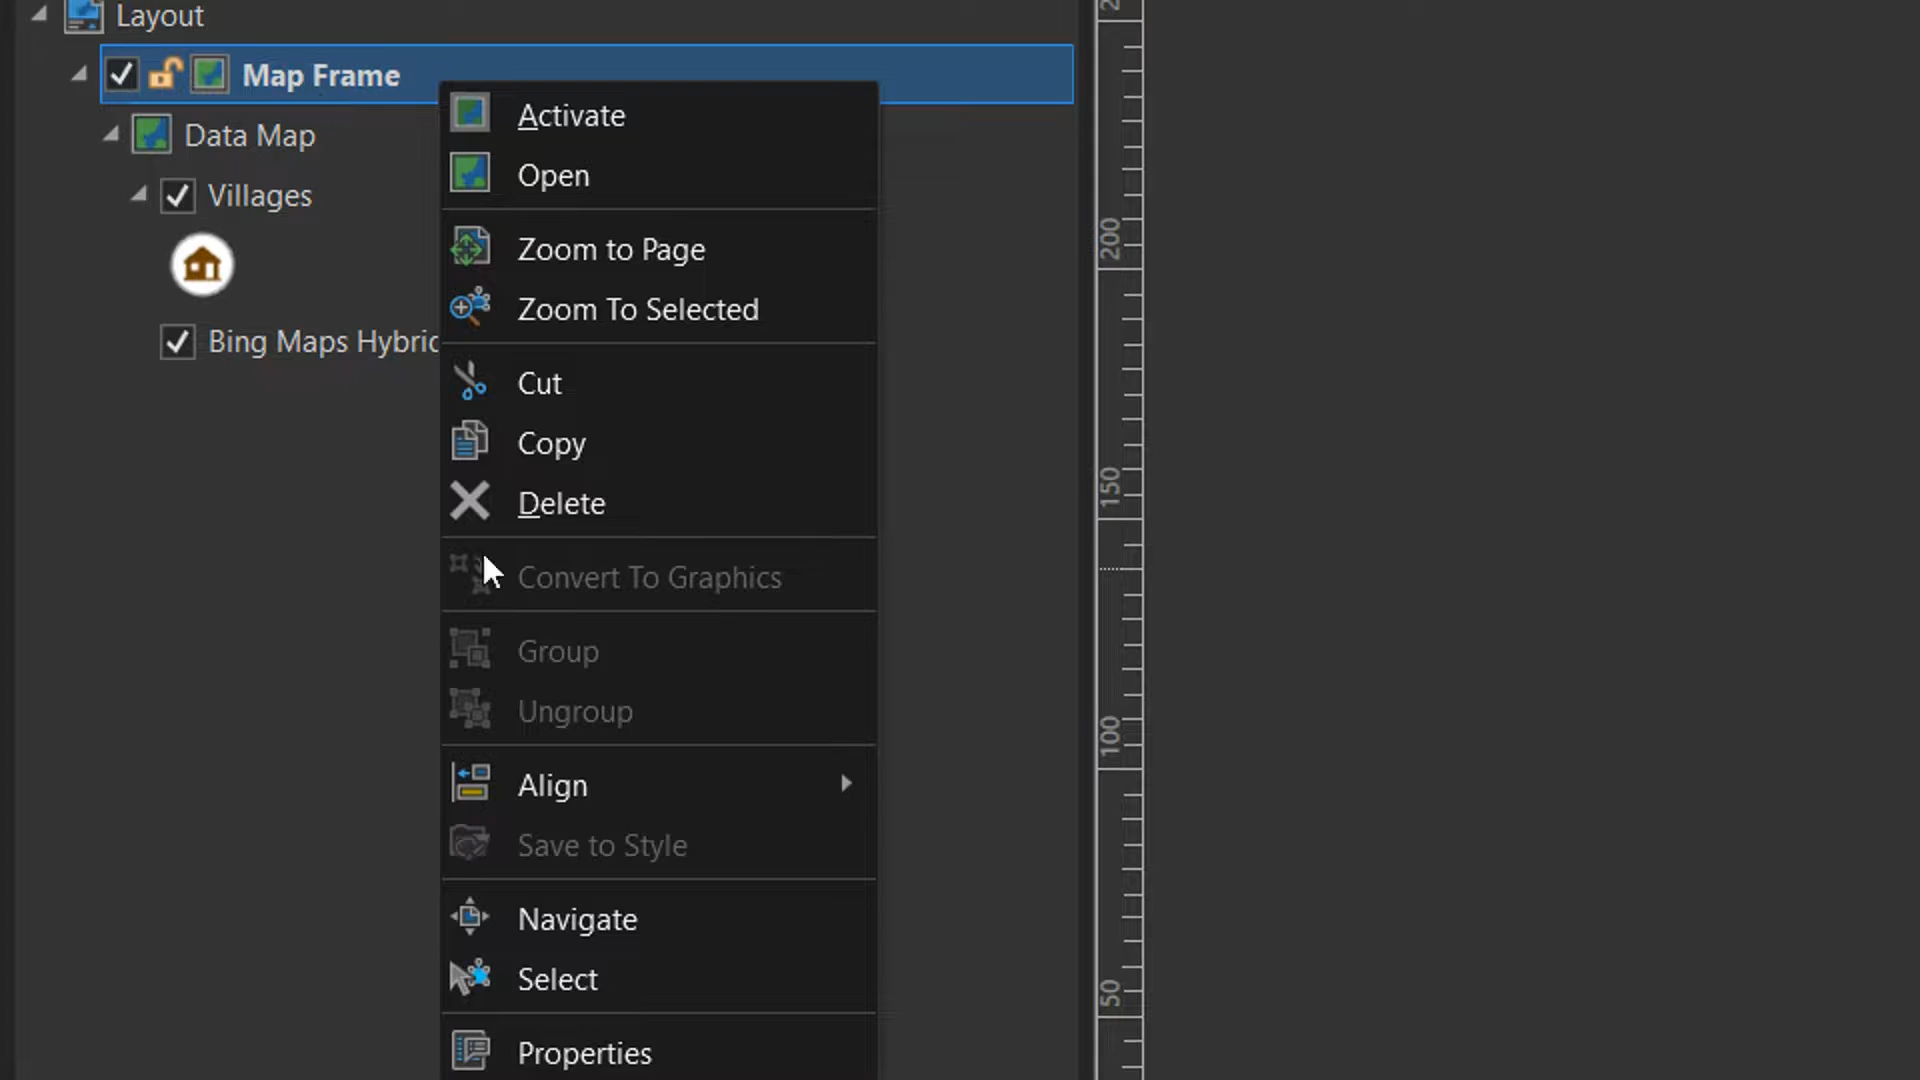 Layout
Map Frame
Data Map
Villages
Bing Maps Hybric
Activate
Open
Zoom to Page
Zoom To Selected
Cut
Copy
Delete
Convert To Graphics
Group
Ungroup
Align
Save to Style
Navigate
Select
Properties
200
150
100
50